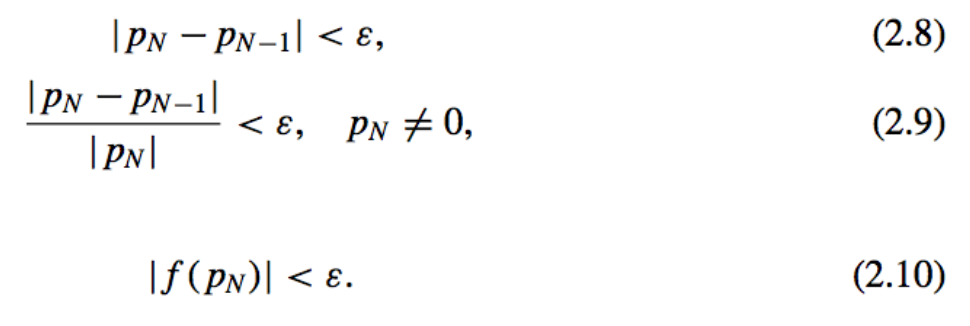 |p_N − p_{N−1}| < ε, (2.8)
|p_N − p_{N−1}| / |p_N| < ε, p_N ≠ 0, (2.9)
|f(p_N)| < ε. (2.10)